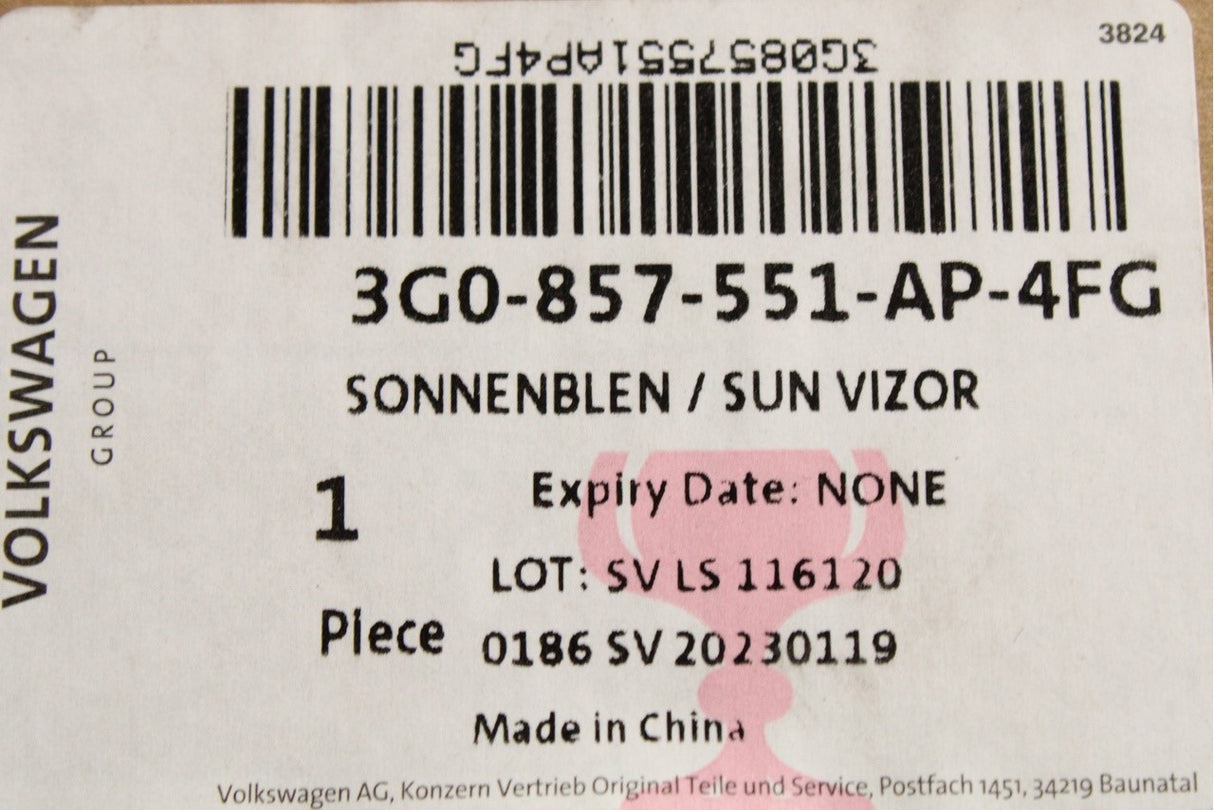 3824
3G0857551AP4FG
3G0-857-551-AP-4FG
SONNENBLEN / SUN VIZOR
VOLKSWAGEN
GROUP
1
Piece
Expiry Date: NONE
LOT: SV LS 116120
0186 SV 20230119
Made in China
Volkswagen AG, Konzern Vertrieb Original Teile und Service, Postfach 1451, 34219 Baunatal